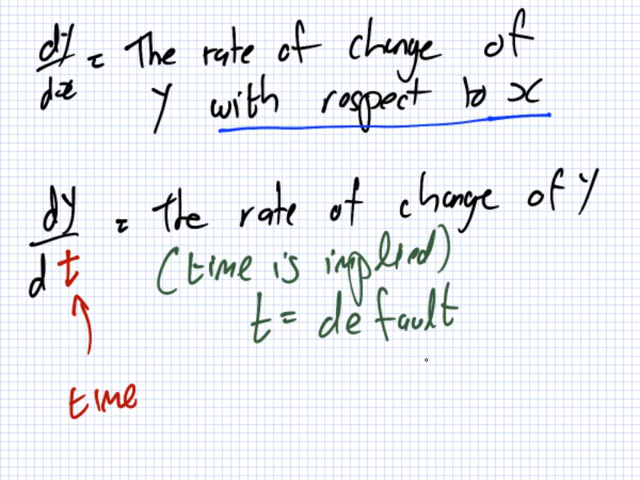 dy/dx = The rate of change of
y with respect to x
dy/dt = The rate of change of y
(time is implied)
t = default
time